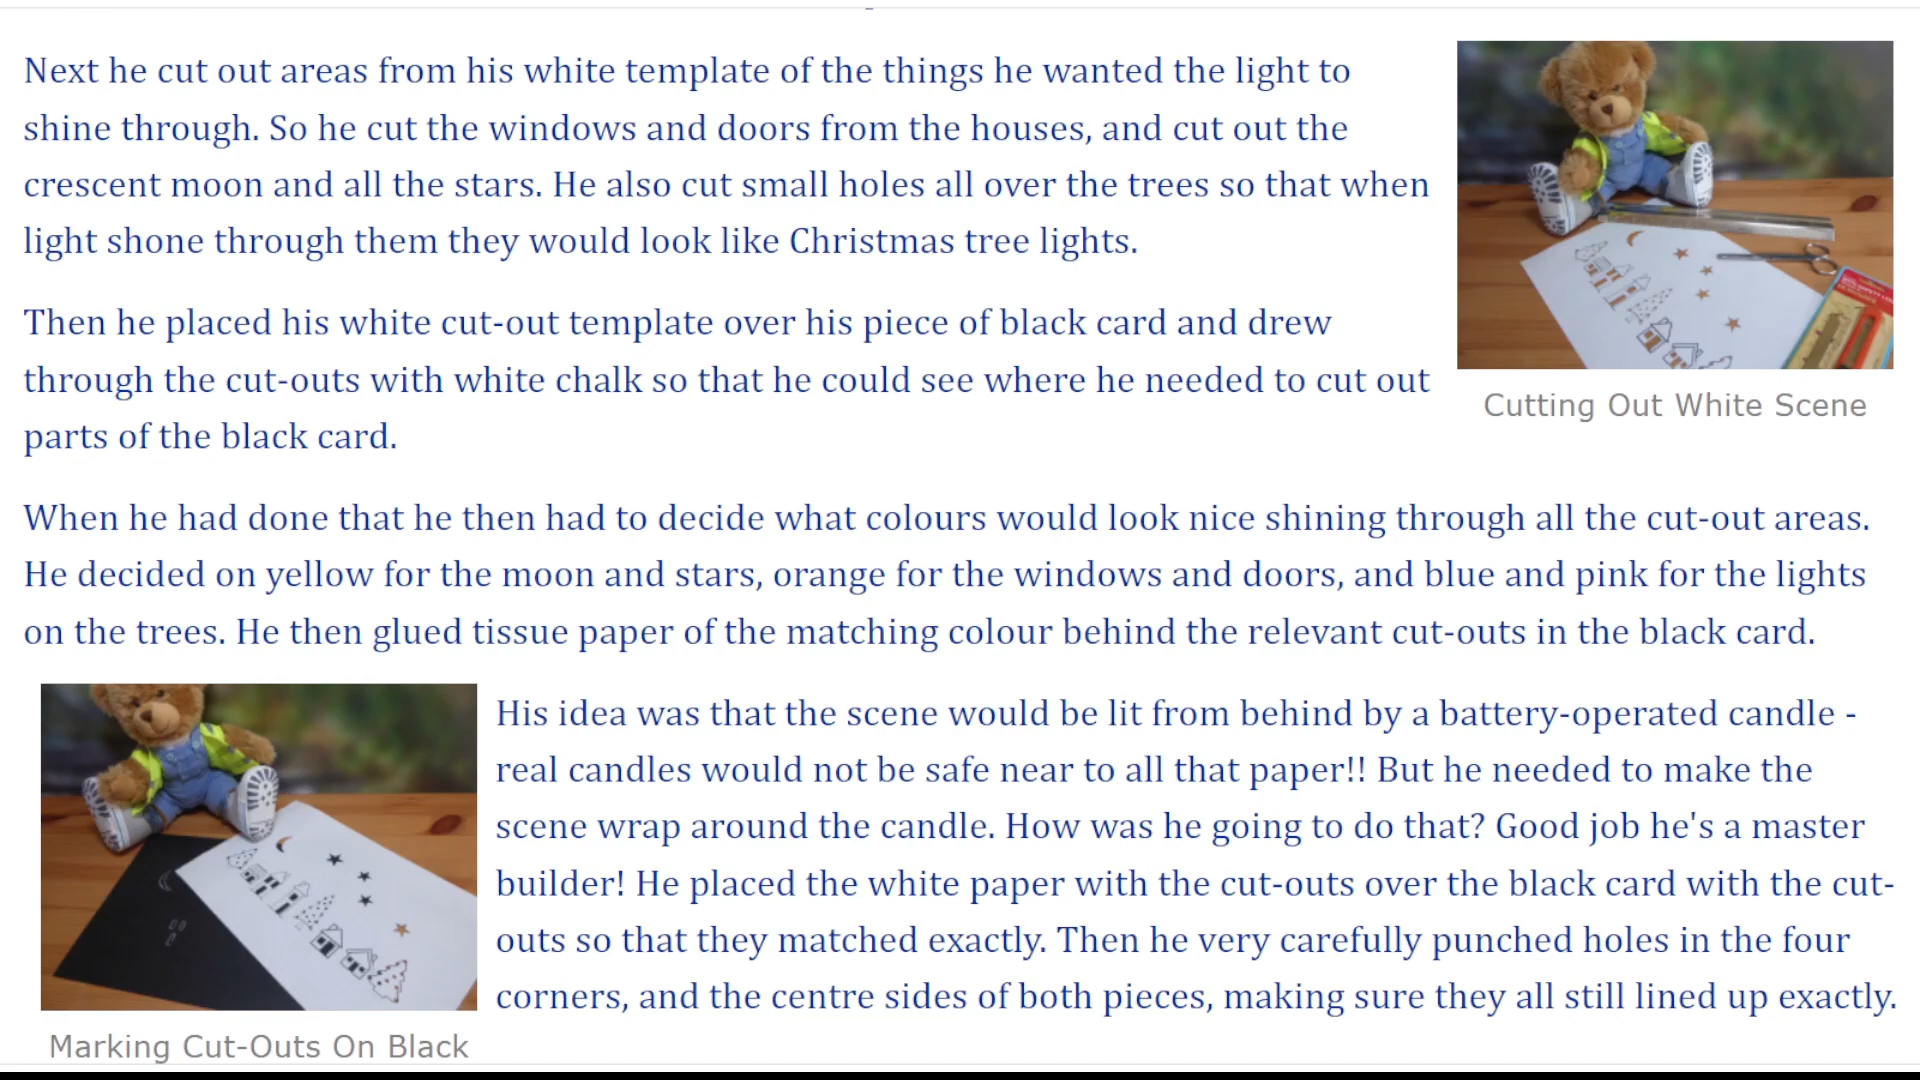 Next he cut out areas from his white template of the things he wanted the light to
shine through. So he cut the windows and doors from the houses, and cut out the
crescent moon and all the stars. He also cut small holes all over the trees so that when
light shone through them they would look like Christmas tree lights.
Then he placed his white cut-out template over his piece of black card and drew
through the cut-outs with white chalk so that he could see where he needed to cut out
parts of the black card.
Cutting Out White Scene
When he had done that he then had to decide what colours would look nice shining through all the cut-out areas.
He decided on yellow for the moon and stars, orange for the windows and doors, and blue and pink for the lights
on the trees. He then glued tissue paper of the matching colour behind the relevant cut-outs in the black card.
His idea was that the scene would be lit from behind by a battery-operated candle -
real candles would not be safe near to all that paper!! But he needed to make the
scene wrap around the candle. How was he going to do that? Good job he's a master
builder! He placed the white paper with the cut-outs over the black card with the cut-
outs so that they matched exactly. Then he very carefully punched holes in the four
corners, and the centre sides of both pieces, making sure they all still lined up exactly.
Marking Cut-Outs On Black